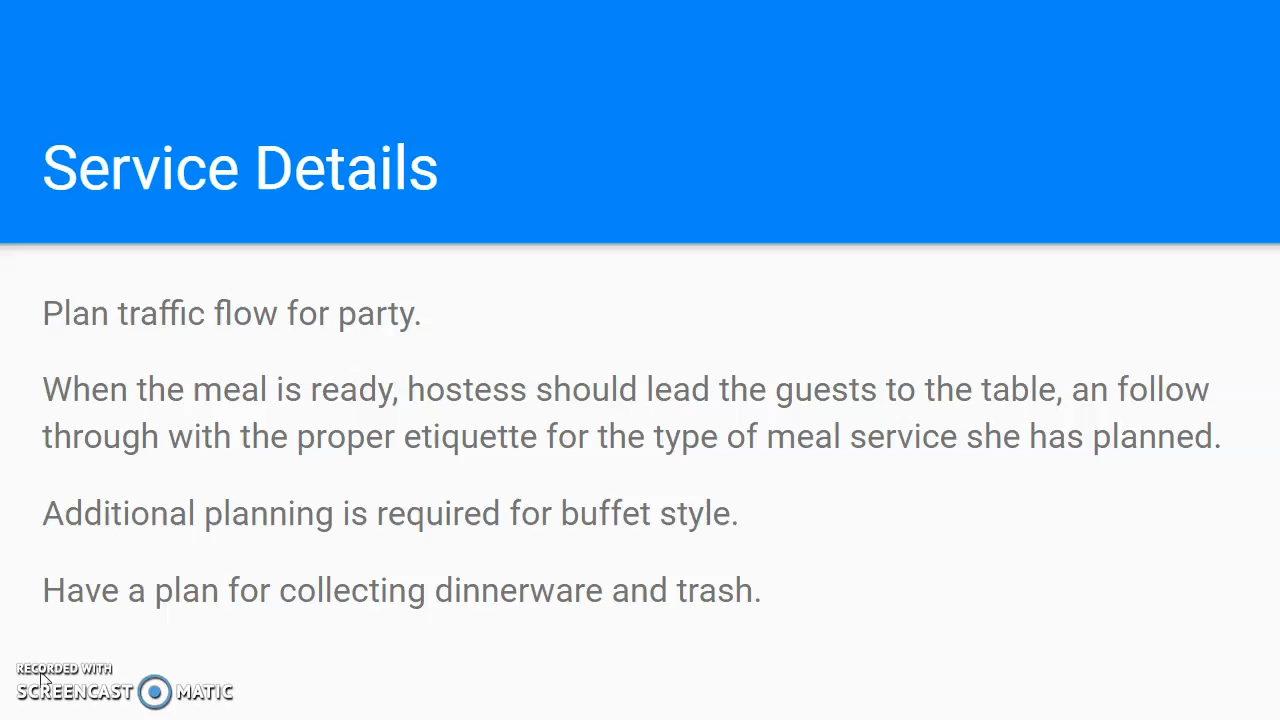 Service Details
Plan traffic flow for party.
When the meal is ready, hostess should lead the guests to the table, an follow
through with the proper etiquette for the type of meal service she has planned.
Additional planning is required for buffet style.
Have a plan for collecting dinnerware and trash.
RECORDED WITH
SCREENCAST MATIC